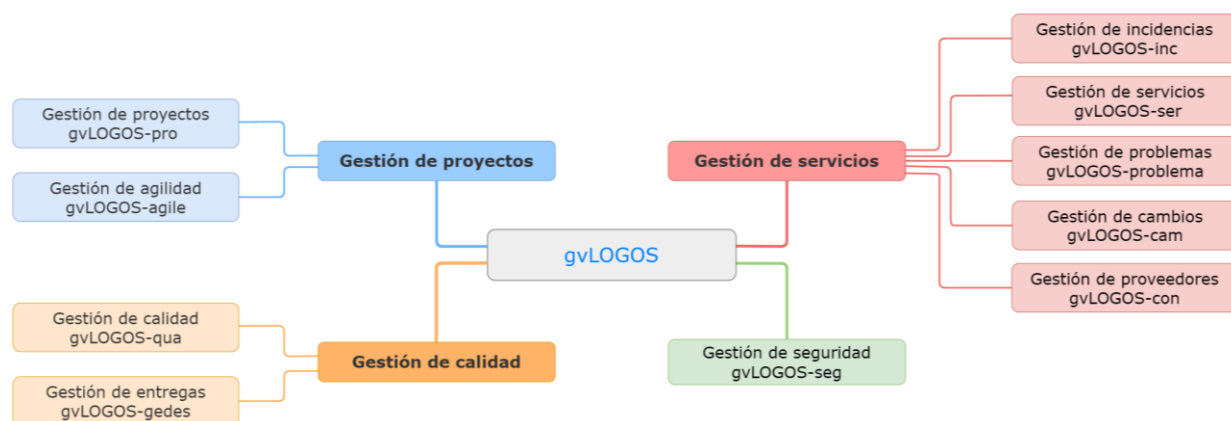 Gestión de incidencias
gvLOGOS-inc
Gestión de servicios
gvLOGOS-ser
Gestión de proyectos
gvLOGOS-pro
Gestión de proyectos
Gestión de servicios
Gestión de problemas
gvLOGOS-problema
Gestión de agilidad
gvLOGOS-agile
Gestión de cambios
gvLOGOS-cam
gvLOGOS
Gestión de proveedores
gvLOGOS-con
Gestión de calidad
gvLOGOS-qua
Gestión de calidad
Gestión de seguridad
gvLOGOS-seg
Gestión de entregas
gvLOGOS-gedes